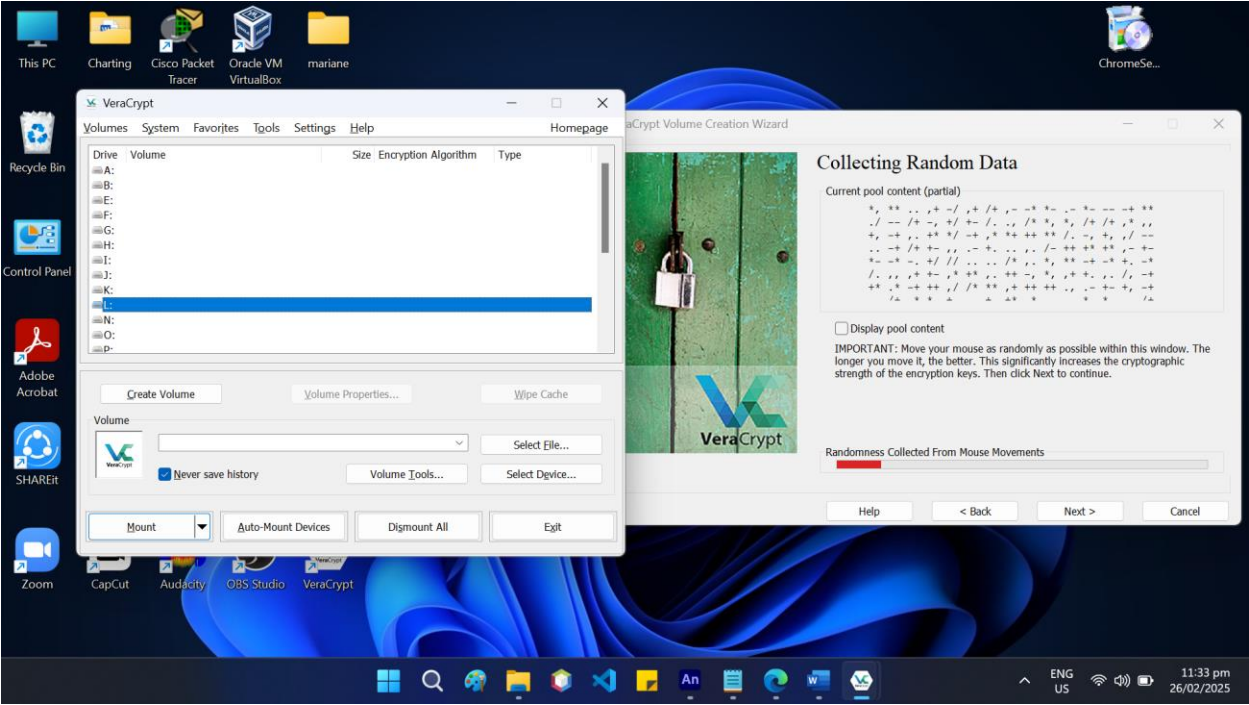 This PC
Charting
Cisco Packet
Tracer
Oracle VM
VirtualBox
mariane
ChromeSe...
Recycle Bin
Control Panel
Adobe
Acrobat
SHAREit
Zoom
CapCut
Audacity
OBS Studio
VeraCrypt
VeraCrypt
Volumes System Favorites Tools Settings Help Homepage
Drive Volume Size Encryption Algorithm Type
A:
B:
E:
F:
G:
H:
I:
J:
K:
L:
N:
O:
P:
Create Volume Volume Properties... Wipe Cache
Volume
VeraCrypt
Select File...
Never save history Volume Tools... Select Device...
Mount Auto-Mount Devices Dismount All Exit
aCrypt Volume Creation Wizard
VeraCrypt
Collecting Random Data
Current pool content (partial)
*, ** .. ,+ -/ ,+ /+ ,- -* *- .- *- -- -+ **
./ -- /+ -, +/ +- /. ., /* *, *, /+ /+ ,* ,,
+, -+ ,. +* */ -+ ,* *+ ++ ** /. -, +, ,/ --
.. -+ /+ +- ,, .- +. .. ,. /- ++ +* +* ,- +-
*- -* -. +/ // .. .. /* ,. *, ** -+ -* +. -*
/. ,, ,+ +- ,* +* ,. ++ -, *, ,+ +. ,. /, -+
+* .* -+ ++ ,/ /* ** ,+ ++ ++ ., .- +- +, -+
Display pool content
IMPORTANT: Move your mouse as randomly as possible within this window. The
longer you move it, the better. This significantly increases the cryptographic
strength of the encryption keys. Then click Next to continue.
Randomness Collected From Mouse Movements
Help < Back Next > Cancel
An
W
ENG
US
11:33 pm
26/02/2025